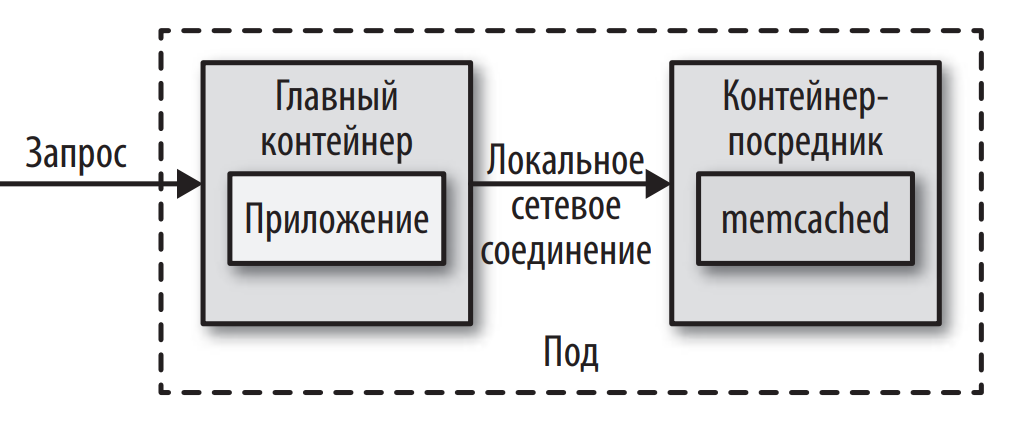 Запрос
Главный
контейнер
Приложение
Локальное
сетевое
соединение
Контейнер-
посредник
memcached
Под